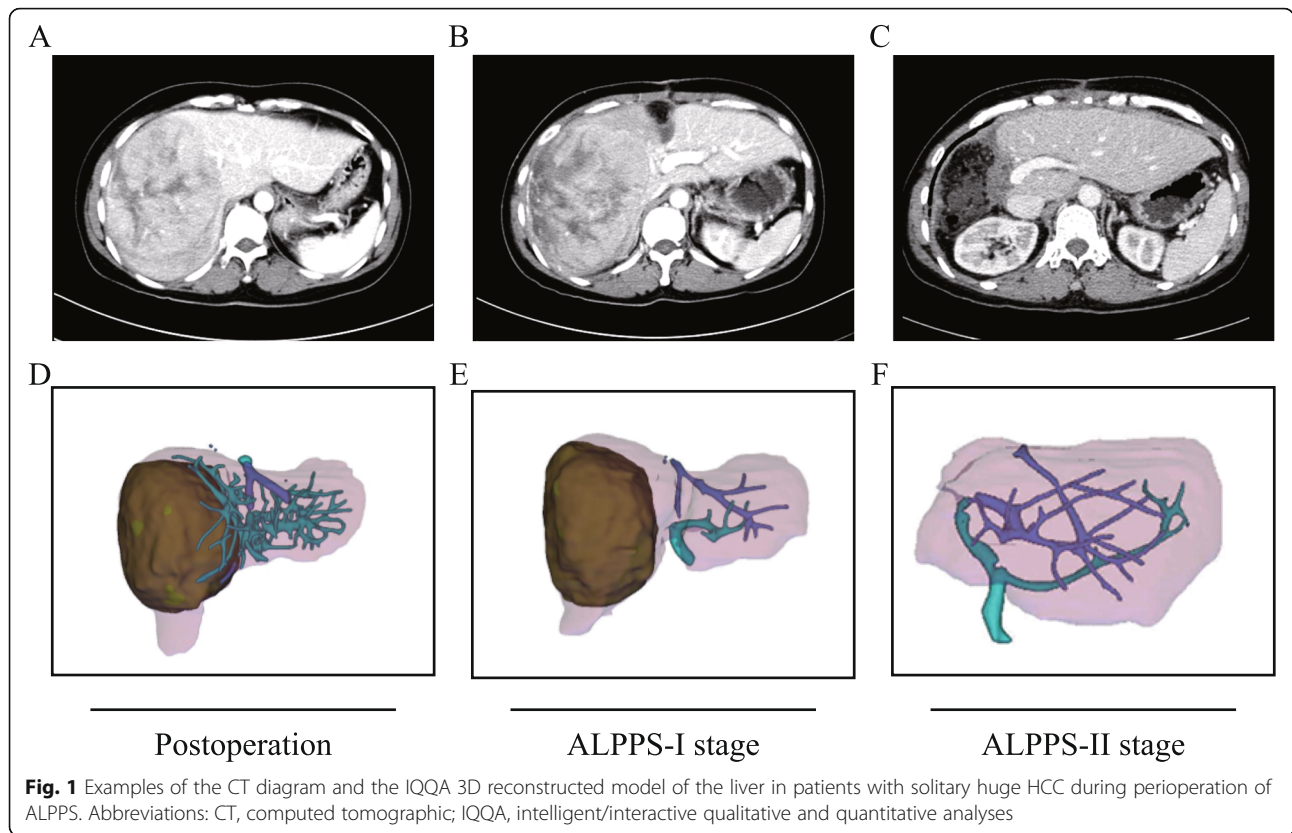 A
B
C
D
E
F
Postoperation
ALPPS-I stage
ALPPS-II stage
Fig. 1 Examples of the CT diagram and the IQQA 3D reconstructed model of the liver in patients with solitary huge HCC during perioperation of
ALPPS. Abbreviations: CT, computed tomographic; IQQA, intelligent/interactive qualitative and quantitative analyses